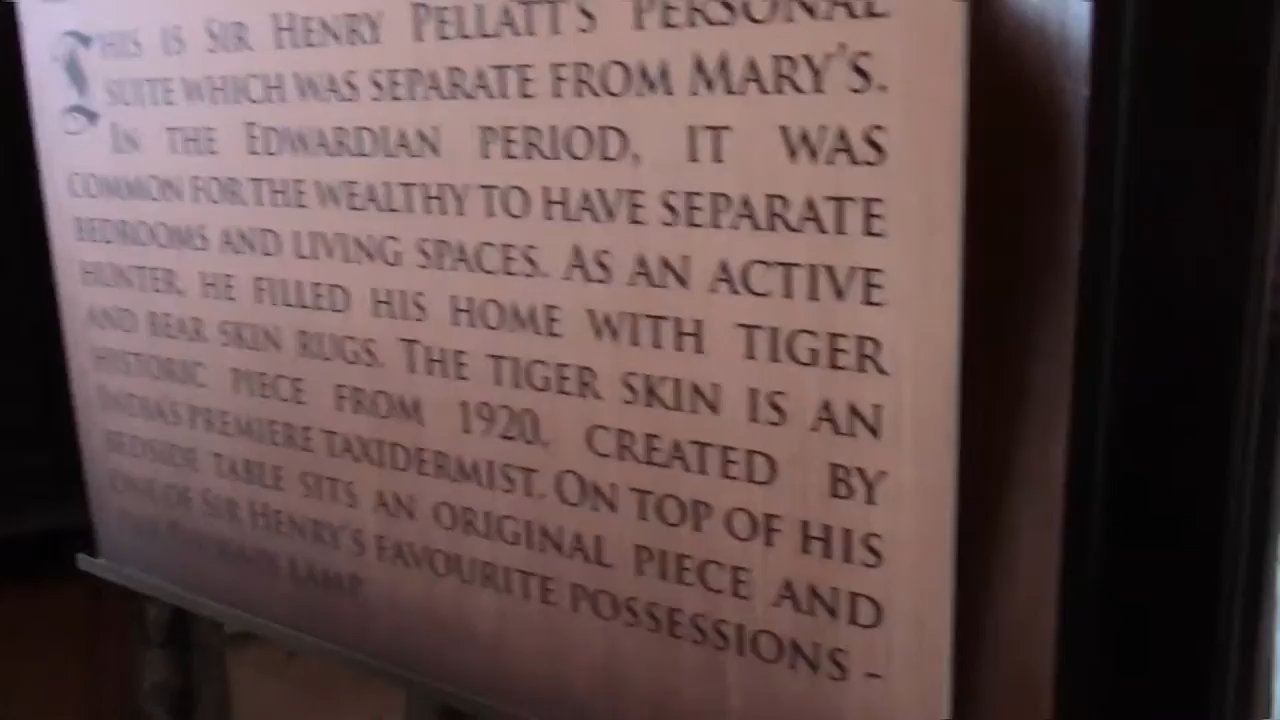 THIS IS SIR HENRY PELLATT'S PERSONAL
SUITE WHICH WAS SEPARATE FROM MARY'S.
IN THE EDWARDIAN PERIOD, IT WAS
COMMON FOR THE WEALTHY TO HAVE SEPARATE
BEDROOMS AND LIVING SPACES. AS AN ACTIVE
HUNTER, HE FILLED HIS HOME WITH TIGER
AND BEAR SKIN RUGS. THE TIGER SKIN IS AN
HISTORIC PIECE FROM 1920, CREATED BY
INDIA'S PREMIERE TAXIDERMIST. ON TOP OF HIS
BEDSIDE TABLE SITS AN ORIGINAL PIECE AND
ONE OF SIR HENRY'S FAVOURITE POSSESSIONS -
LAMP